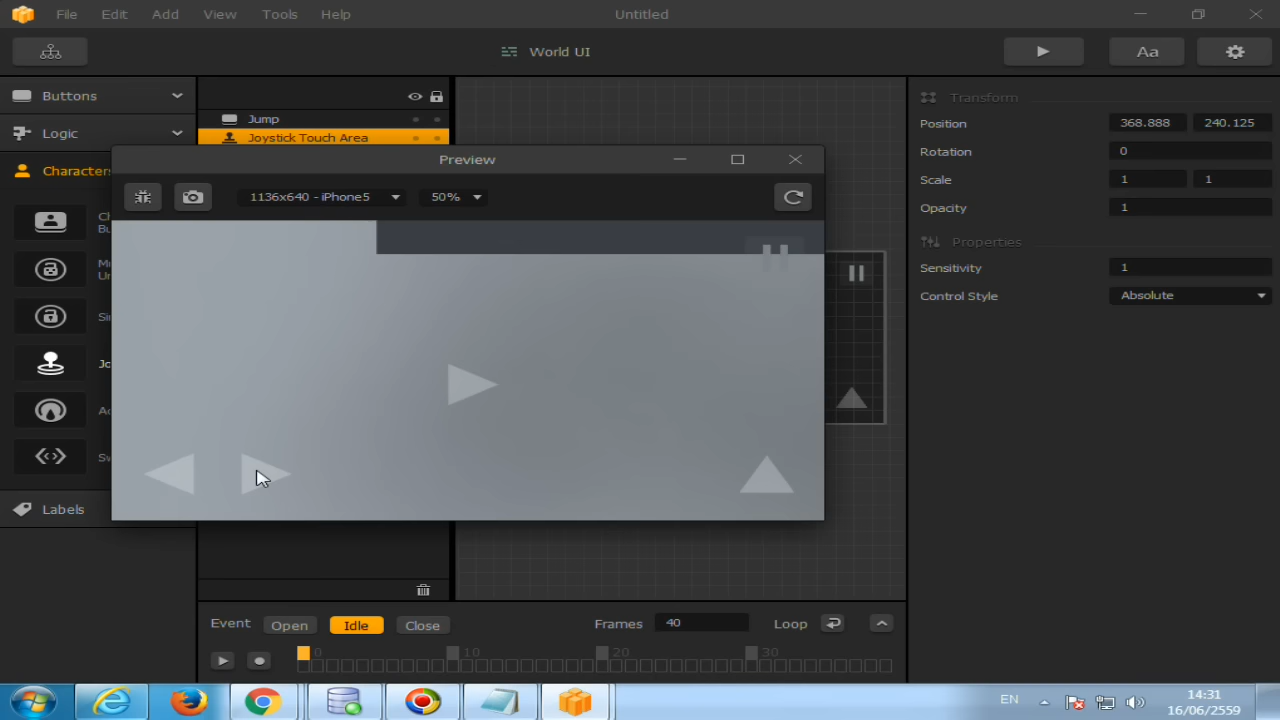 File Edit Add View Tools Help Untitled
World UI
Aa
Buttons
Logic
Characters
Labels
Jump
Joystick Touch Area
Preview
1136x640 - iPhone5 50%
Transform
Position 368.888 240.125
Rotation 0
Scale 1 1
Opacity 1
Properties
Sensitivity 1
Control Style Absolute
Event Open Idle Close Frames 40 Loop
0 10 20 30
EN
14:31
16/06/2559